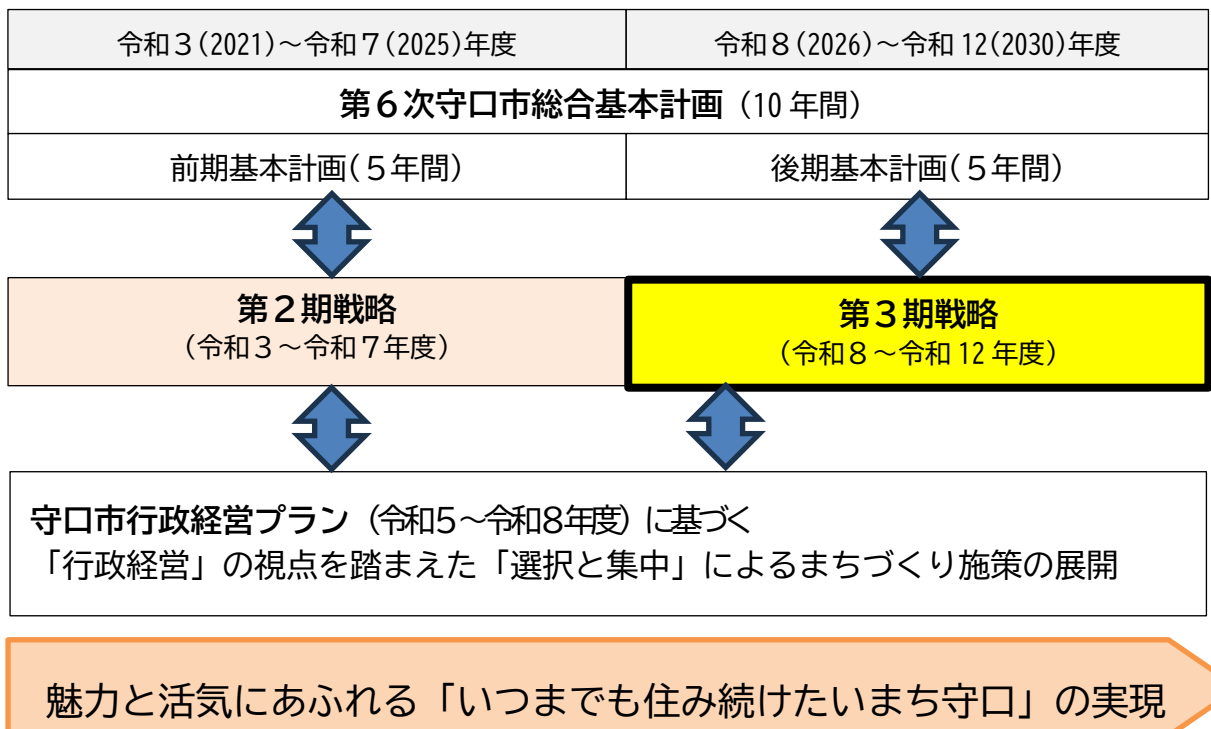 令和３(2021)～令和７(2025)年度
令和８(2026)～令和12(2030)年度
第６次守口市総合基本計画（10年間）
前期基本計画(５年間)
後期基本計画(５年間)
第２期戦略
（令和３～令和７年度）
第３期戦略
（令和８～令和12年度）
守口市行政経営プラン（令和5～令和8年度）に基づく
「行政経営」の視点を踏まえた「選択と集中」によるまちづくり施策の展開
魅力と活気にあふれる「いつまでも住み続けたいまち守口」の実現